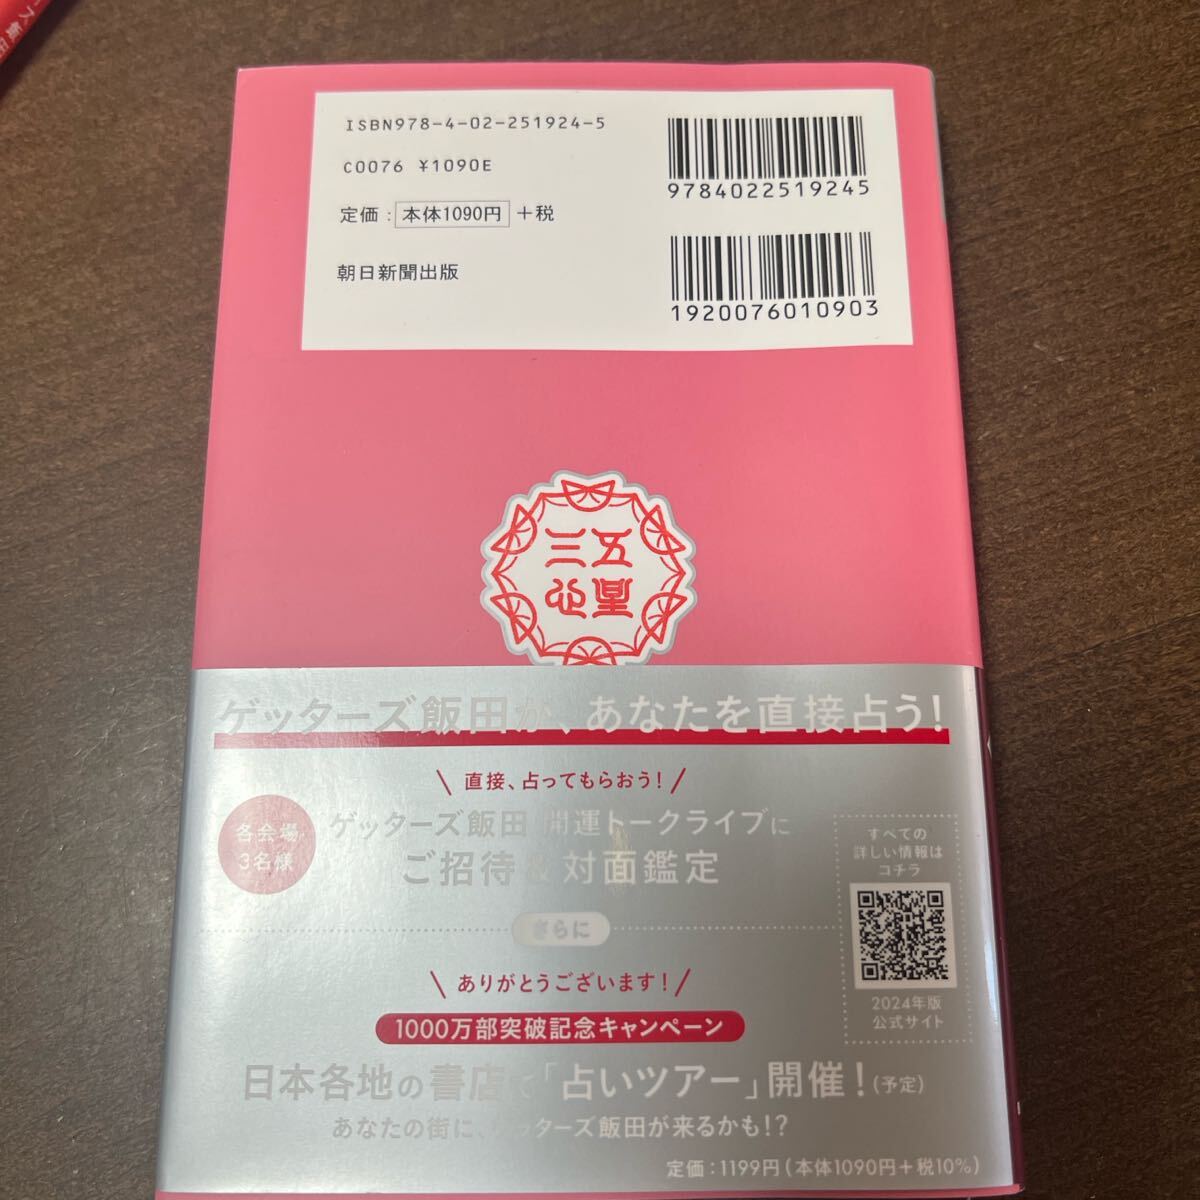 ISBN978-4-02-251924-5
C0076 ¥1090E
定価：本体1090円＋税
朝日新聞出版
9784022519245
1920076010903
五星
三心
ゲッターズ飯田が、あなたを直接占う！
直接、占ってもらおう！
各会場
3名様
ゲッターズ飯田 開運トークライブに
ご招待&対面鑑定
すべての
詳しい情報は
コチラ
2024年版
公式サイト
さらに
ありがとうございます！
1000万部突破記念キャンペーン
日本各地の書店で「占いツアー」開催！(予定)
あなたの街に、ゲッターズ飯田が来るかも！？
定価：1199円(本体1090円＋税10%)